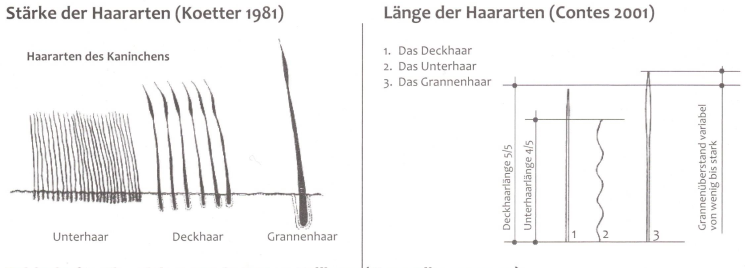 Stärke der Haararten (Koetter 1981)
Haararten des Kaninchens
Unterhaar
Deckhaar
Grannenhaar
Länge der Haararten (Contes 2001)
1. Das Deckhaar
2. Das Unterhaar
3. Das Grannenhaar
Deckhaarlänge 5/5
Unterhaarlänge 4/5
1
2
3
Grannenüberstand variabel
von wenig bis stark